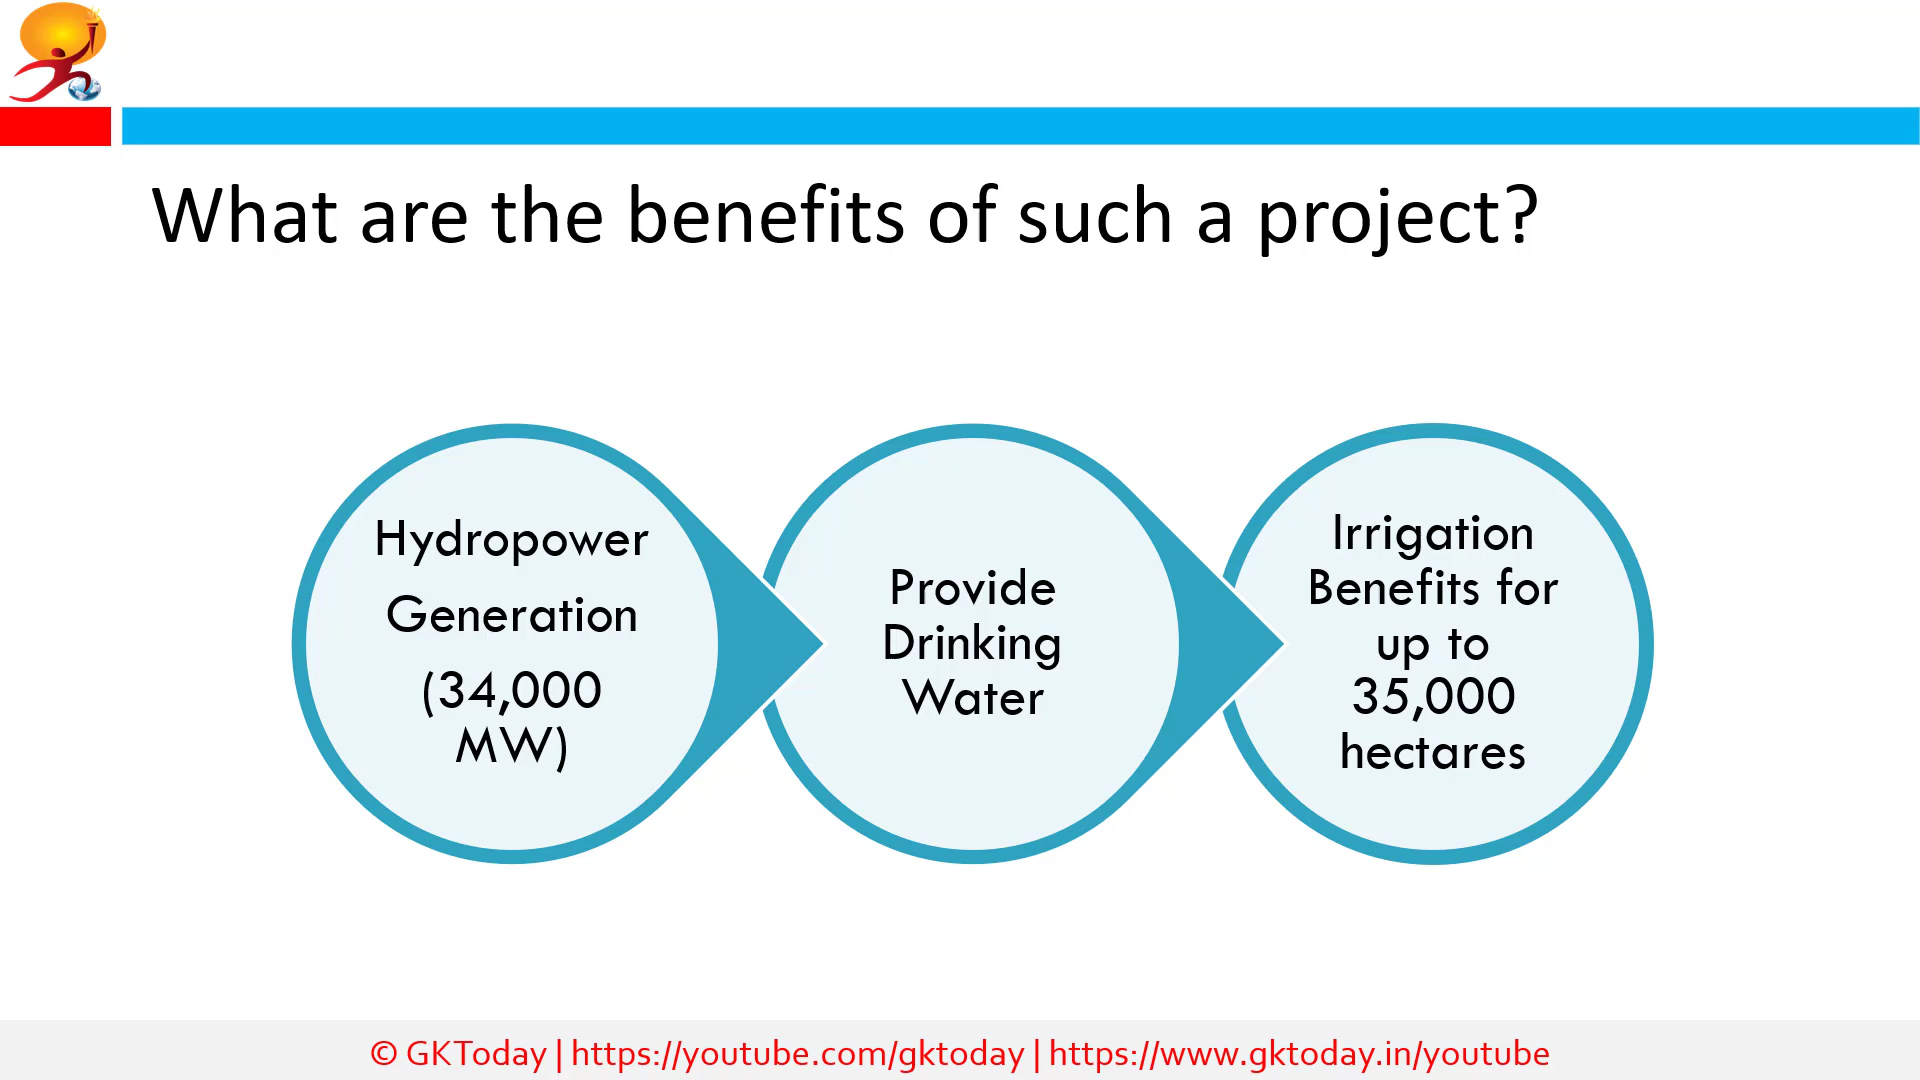 What are the benefits of such a project?
Hydropower
Generation
(34,000
MW)
Provide
Drinking
Water
Irrigation
Benefits for
up to
35,000
hectares
© GKToday | https://youtube.com/gktoday | https://www.gktoday.in/youtube